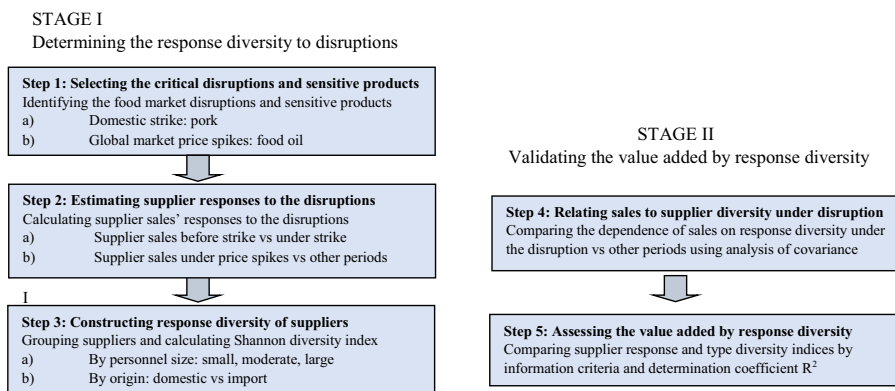 STAGE I
Determining the response diversity to disruptions
Step 1: Selecting the critical disruptions and sensitive products
Identifying the food market disruptions and sensitive products
a) Domestic strike: pork
b) Global market price spikes: food oil
Step 2: Estimating supplier responses to the disruptions
Calculating supplier sales' responses to the disruptions
a) Supplier sales before strike vs under strike
b) Supplier sales under price spikes vs other periods
I
Step 3: Constructing response diversity of suppliers
Grouping suppliers and calculating Shannon diversity index
a) By personnel size: small, moderate, large
b) By origin: domestic vs import
STAGE II
Validating the value added by response diversity
Step 4: Relating sales to supplier diversity under disruption
Comparing the dependence of sales on response diversity under
the disruption vs other periods using analysis of covariance
Step 5: Assessing the value added by response diversity
Comparing supplier response and type diversity indices by
information criteria and determination coefficient R²